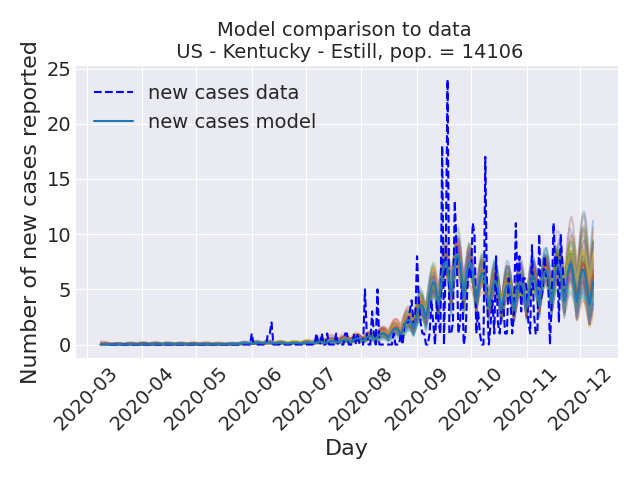 Model comparison to data
US - Kentucky - Estill, pop. = 14106
Number of new cases reported
25
20
15
10
5
0
new cases data
new cases model
2020-03
2020-04
2020-05
2020-06
2020-07
2020-08
2020-09
2020-10
2020-11
2020-12
Day